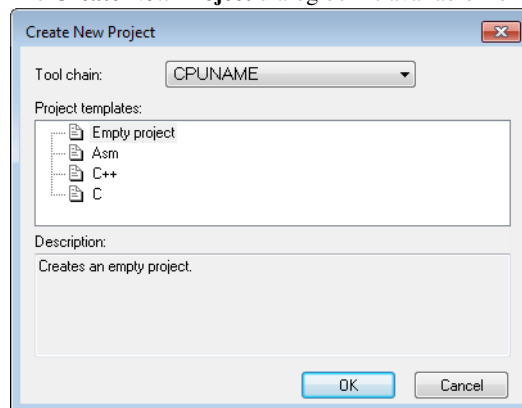 Create New Project
Tool chain: CPUNAME
Project templates:
Empty project
Asm
C++
C
Description:
Creates an empty project.
OK Cancel